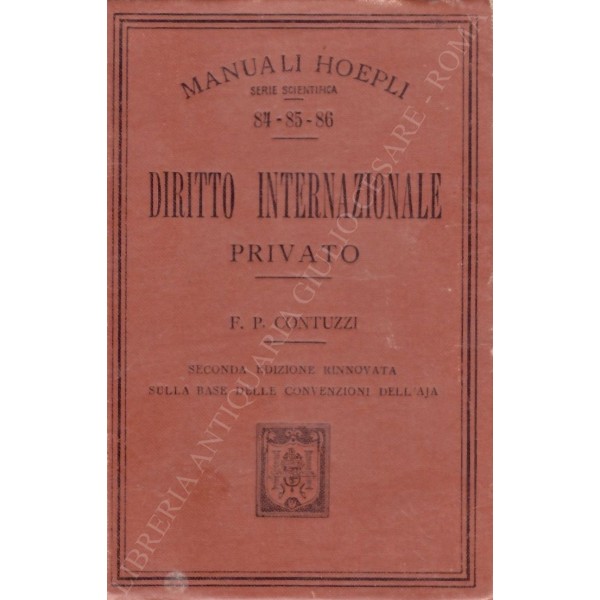 MANUALI HOEPLI
SERIE SCIENTIFICA
84-85-86
DIRITTO INTERNAZIONALE
PRIVATO
F. P. CONTUZZI
SECONDA EDIZIONE RINNOVATA
SULLA BASE DELLE CONVENZIONI DELL'AJA
LIBRERIA ANTIQUARIA GIULIO CESARE - ROMA